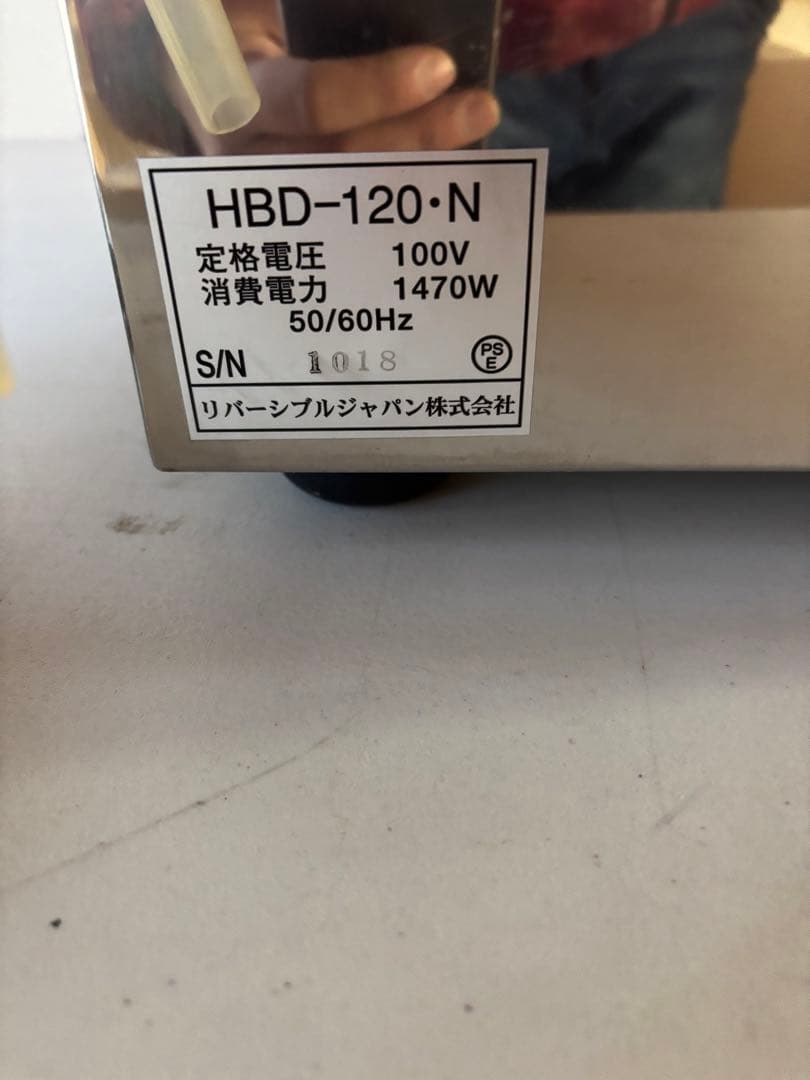 HBD-120・N
定格電圧 100V
消費電力 1470W
50/60Hz
S/N 1018 PS E
リバーシブルジャパン株式会社